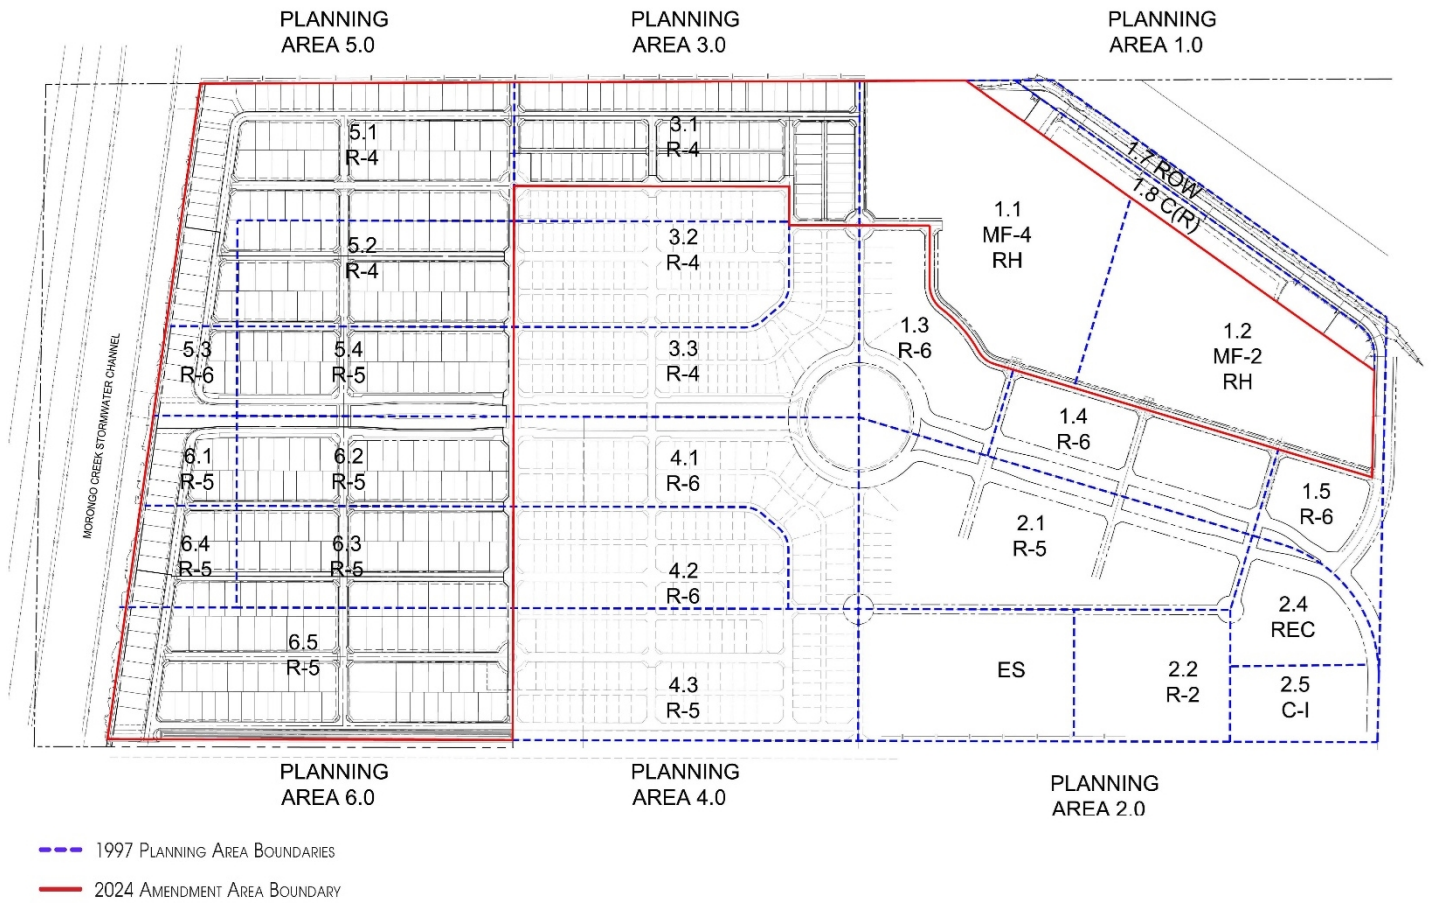 PLANNING
AREA 5.0
PLANNING
AREA 3.0
PLANNING
AREA 1.0
5.1
R-4
3.1
R-4
1.7 ROW
1.8 C(R)
1.1
MF-4
RH
5.2
R-4
3.2
R-4
1.2
MF-2
RH
1.3
R-6
5.3
R-6
5.4
R-5
3.3
R-4
MORONGO CREEK STORMWATER CHANNEL
1.4
R-6
6.1
R-5
6.2
R-5
4.1
R-6
1.5
R-6
2.1
R-5
6.4
R-5
6.3
R-5
4.2
R-6
2.4
REC
6.5
R-5
ES
2.2
R-2
4.3
R-5
2.5
C-I
PLANNING
AREA 6.0
PLANNING
AREA 4.0
PLANNING
AREA 2.0
1997 PLANNING AREA BOUNDARIES
2024 AMENDMENT AREA BOUNDARY